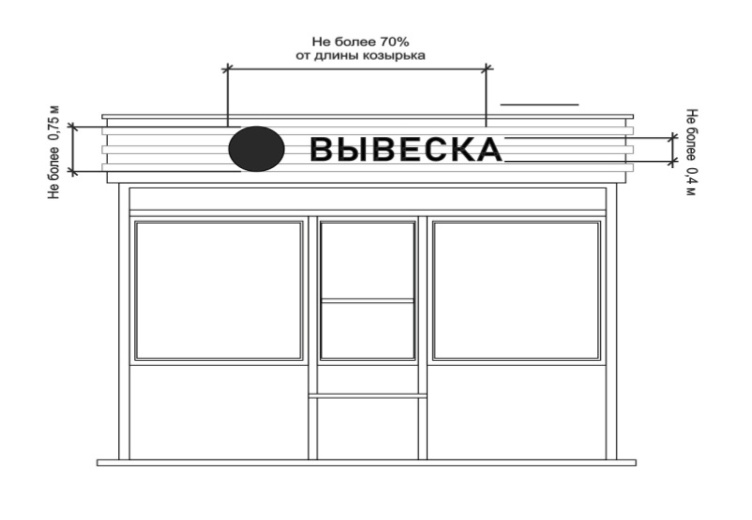 Не более 70%
от длины козырька
Не более 0,75 м
ВЫВЕСКА
Не более 0,4 м